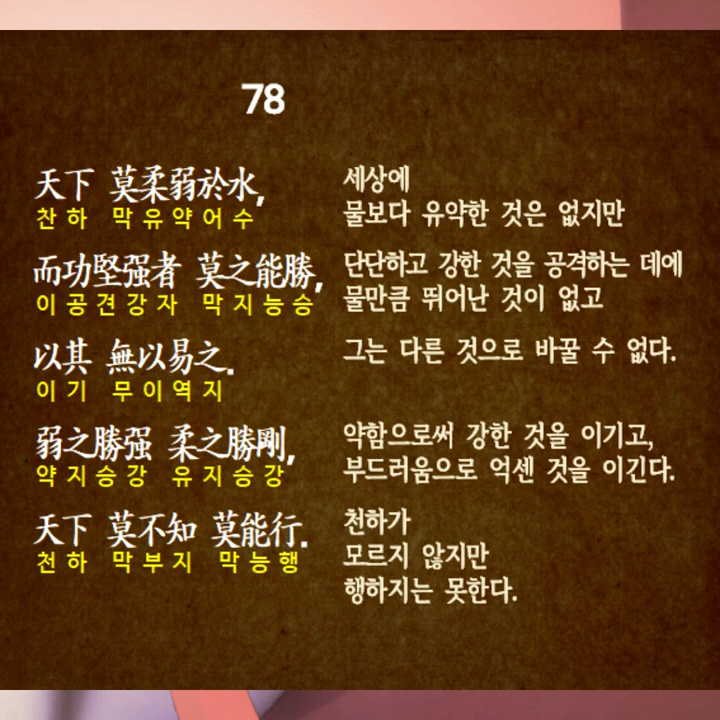 78
天下 莫柔弱於水,
찬하 막유약어수
세상에
물보다 유약한 것은 없지만
而功堅强者 莫之能勝,
이공견강자 막지능승
단단하고 강한 것을 공격하는 데에
물만큼 뛰어난 것이 없고
以其 無以易之.
이기 무이역지
그는 다른 것으로 바꿀 수 없다.
弱之勝强 柔之勝剛,
약지승강 유지승강
약함으로써 강한 것을 이기고,
부드러움으로 억센 것을 이긴다.
天下 莫不知 莫能行.
천하 막부지 막능행
천하가
모르지 않지만
행하지는 못한다.